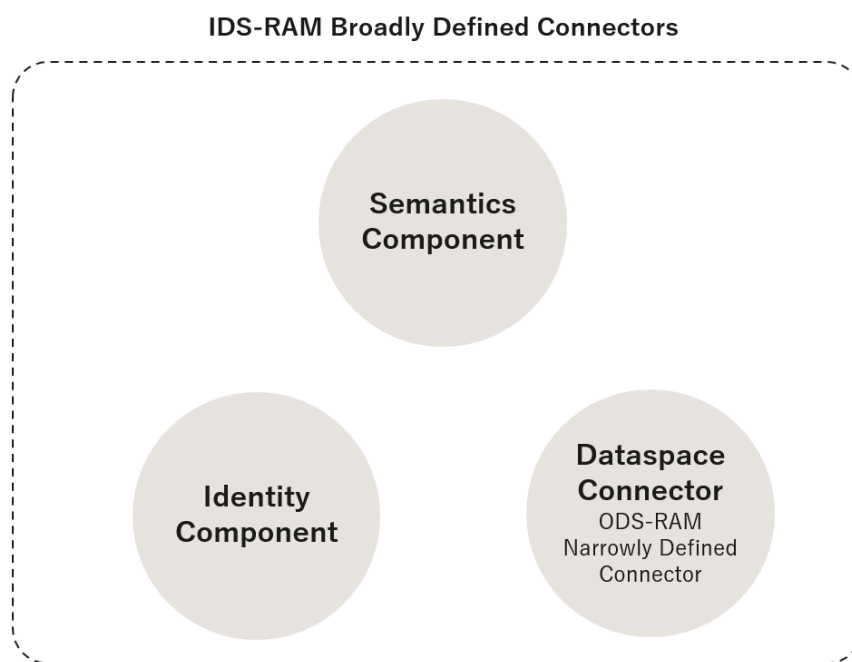 IDS-RAM Broadly Defined Connectors
Semantics
Component
Identity
Component
Dataspace
Connector
ODS-RAM
Narrowly Defined
Connector